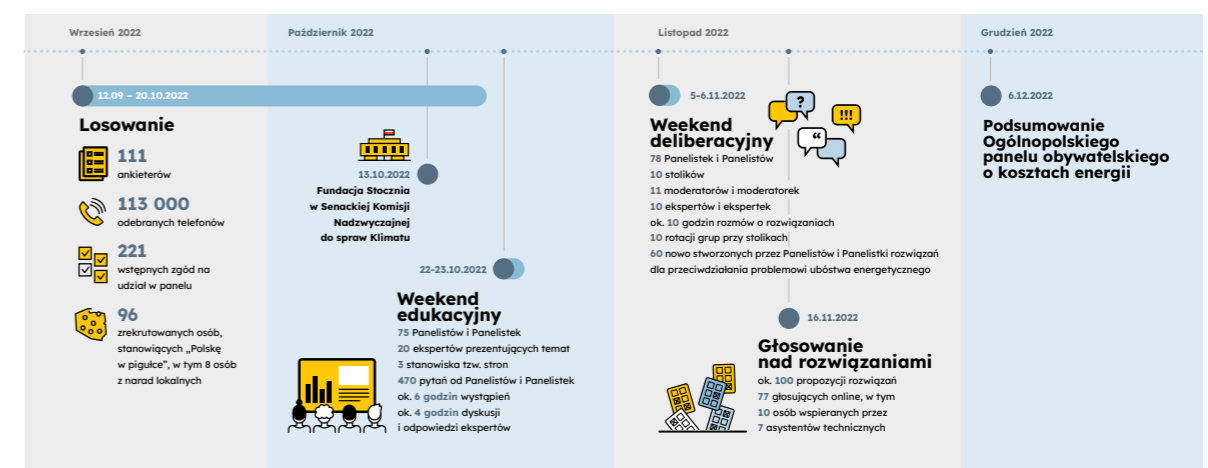 Wrzesień 2022
12.09 – 20.10.2022
Losowanie
111
ankieterów
113 000
odebranych telefonów
221
wstępnych zgód na
udział w panelu
96
zrekrutowanych osób,
stanowiących „Polskę
w pigułce”, w tym 8 osób
z narad lokalnych
Październik 2022
13.10.2022
Fundacja Stocznia
w Senackiej Komisji
Nadzwyczajnej
do spraw Klimatu
22-23.10.2022
Weekend
edukacyjny
75 Panelistów i Panelistek
20 ekspertów prezentujących temat
3 stanowiska tzw. stron
470 pytań od Panelistów i Panelistek
ok. 6 godzin wystąpień
ok. 4 godzin dyskusji
i odpowiedzi ekspertów
Listopad 2022
5-6.11.2022
?
!!!
“
Weekend
deliberacyjny
78 Panelistek i Panelistów
10 stolików
11 moderatorów i moderatorek
10 ekspertów i ekspertek
ok. 10 godzin rozmów o rozwiązaniach
10 rotacji grup przy stolikach
60 nowo stworzonych przez Panelistów i Panelistki rozwiązań
dla przeciwdziałania problemowi ubóstwa energetycznego
16.11.2022
Głosowanie
nad rozwiązaniami
ok. 100 propozycji rozwiązań
77 głosujących online, w tym
10 osób wspieranych przez
7 asystentów technicznych
Grudzień 2022
6.12.2022
Podsumowanie
Ogólnopolskiego
panelu obywatelskiego
o kosztach energii